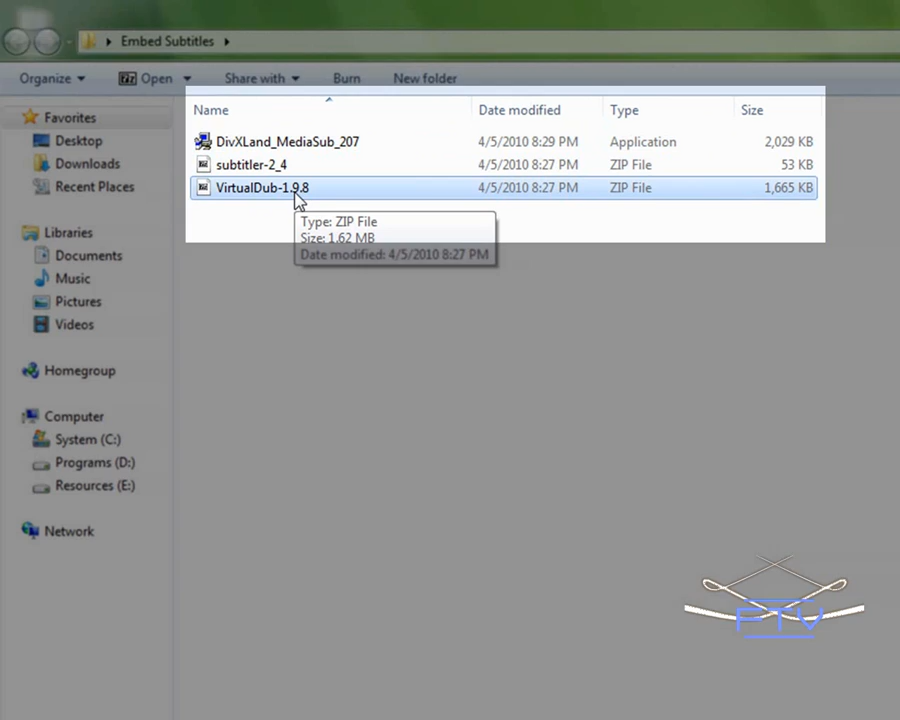 Embed Subtitles
Organize Open Share with Burn New folder
Name Date modified Type Size
DivXLand_MediaSub_207 4/5/2010 8:29 PM Application 2,029 KB
subtitler-2_4 4/5/2010 8:27 PM ZIP File 53 KB
VirtualDub-1.9.8 4/5/2010 8:27 PM ZIP File 1,665 KB
Type: ZIP File
Size: 1.62 MB
Date modified: 4/5/2010 8:27 PM
Favorites
Desktop
Downloads
Recent Places
Libraries
Documents
Music
Pictures
Videos
Homegroup
Computer
System (C:)
Programs (D:)
Resources (E:)
Network
FTV